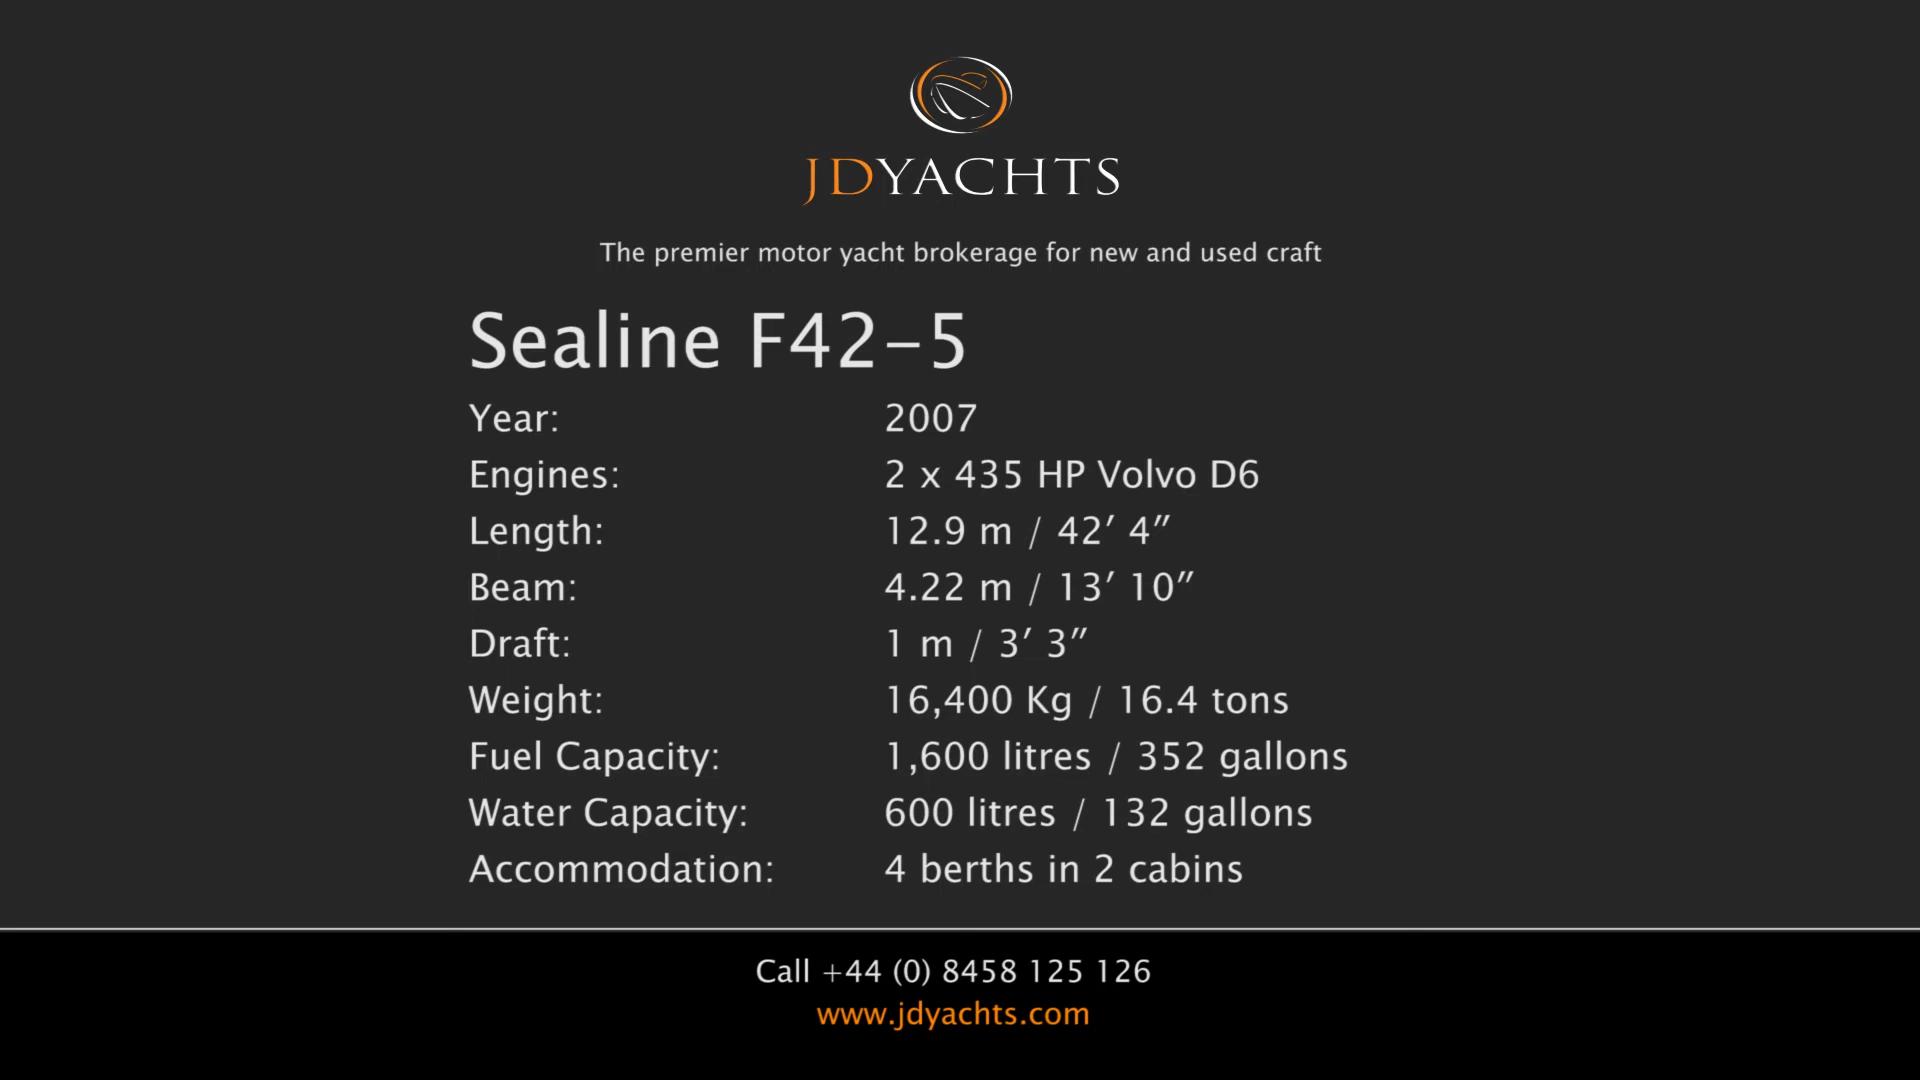 JDYACHTS
The premier motor yacht brokerage for new and used craft
Sealine F42-5
Year: 2007
Engines: 2 x 435 HP Volvo D6
Length: 12.9 m / 42′ 4″
Beam: 4.22 m / 13′ 10″
Draft: 1 m / 3′ 3″
Weight: 16,400 Kg / 16.4 tons
Fuel Capacity: 1,600 litres / 352 gallons
Water Capacity: 600 litres / 132 gallons
Accommodation: 4 berths in 2 cabins
Call +44 (0) 8458 125 126
www.jdyachts.com